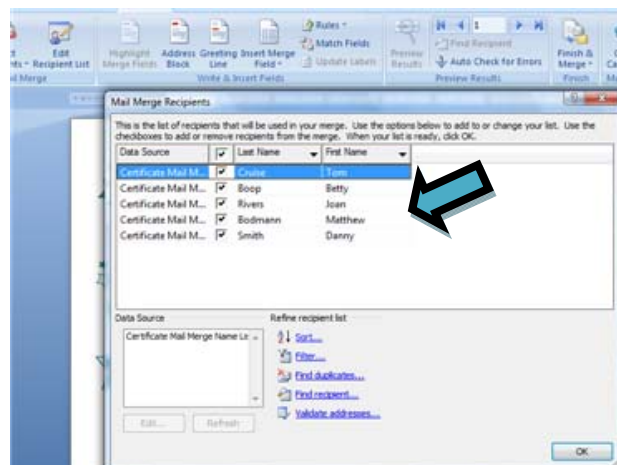 Rules
Edit
Highlight Address Greeting Insert Merge
Match Fields
Preview
Find Recipient
Finish &
Recipient List
Merge Fields Block Line Field
Update Labels
Results
Auto Check for Errors
Merge
Merge
Write & Insert Fields
Preview Results
Finish
Mail Merge Recipients
This is the list of recipients that will be used in your merge. Use the options below to add to or change your list. Use the
checkboxes to add or remove recipients from the merge. When your list is ready, click OK.
Data Source Last Name First Name
Certificate Mail M... Cruise Tom
Certificate Mail M... Boop Betty
Certificate Mail M... Rivers Joan
Certificate Mail M... Bodmann Matthew
Certificate Mail M... Smith Danny
Data Source Refine recipient list
Certificate Mail Merge Name Lis
Sort...
Filter...
Find duplicates...
Find recipient...
Validate addresses...
Edit... Refresh
OK